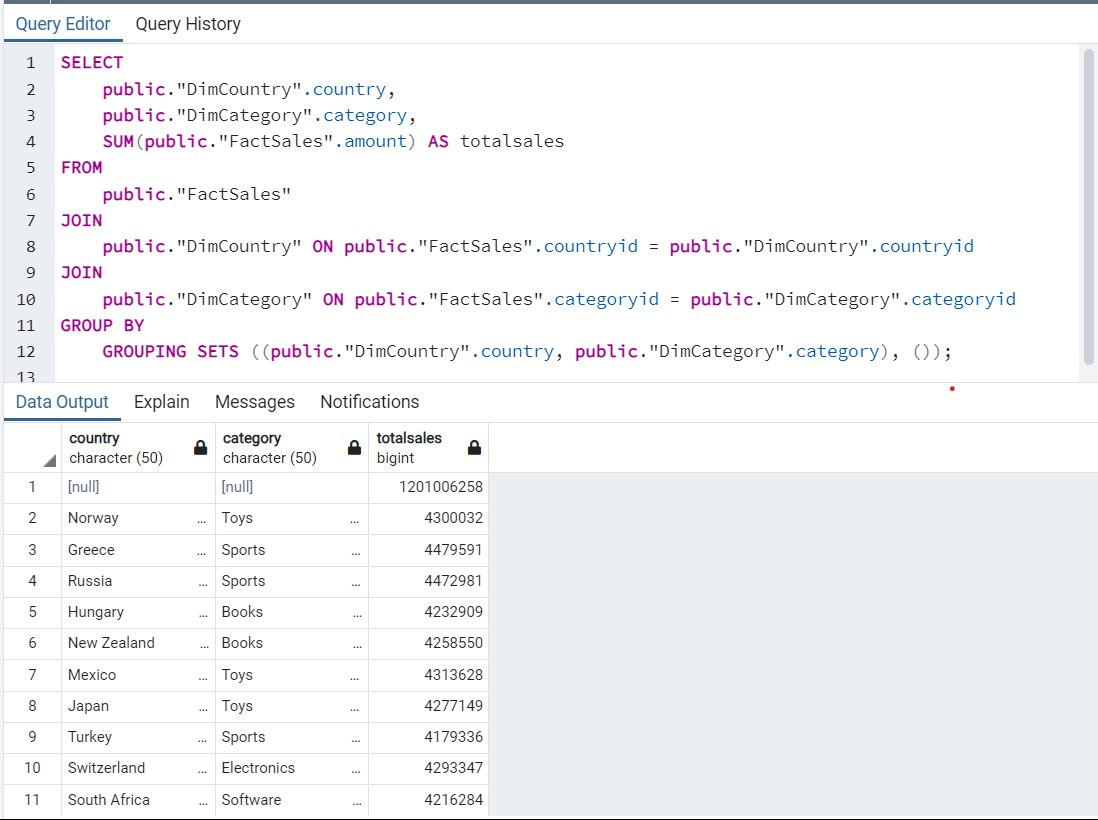 Query Editor Query History
1 SELECT
2 public."DimCountry".country,
3 public."DimCategory".category,
4 SUM(public."FactSales".amount) AS totalsales
5 FROM
6 public."FactSales"
7 JOIN
8 public."DimCountry" ON public."FactSales".countryid = public."DimCountry".countryid
9 JOIN
10 public."DimCategory" ON public."FactSales".categoryid = public."DimCategory".categoryid
11 GROUP BY
12 GROUPING SETS ((public."DimCountry".country, public."DimCategory".category), ());
13
Data Output Explain Messages Notifications
country category totalsales
character (50) character (50) bigint
1 [null] [null] 1201006258
2 Norway ... Toys ... 4300032
3 Greece ... Sports ... 4479591
4 Russia ... Sports ... 4472981
5 Hungary ... Books ... 4232909
6 New Zealand ... Books ... 4258550
7 Mexico ... Toys ... 4313628
8 Japan ... Toys ... 4277149
9 Turkey ... Sports ... 4179336
10 Switzerland ... Electronics ... 4293347
11 South Africa ... Software ... 4216284